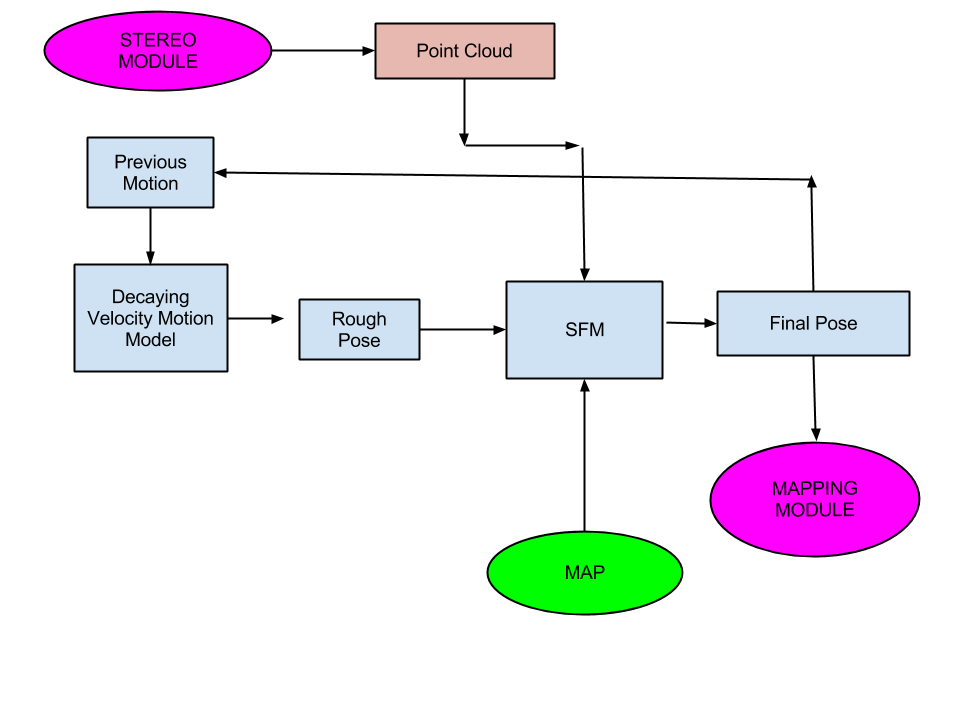 STEREO
MODULE
Point Cloud
Previous
Motion
Decaying
Velocity Motion
Model
Rough
Pose
SFM
Final Pose
MAPPING
MODULE
MAP